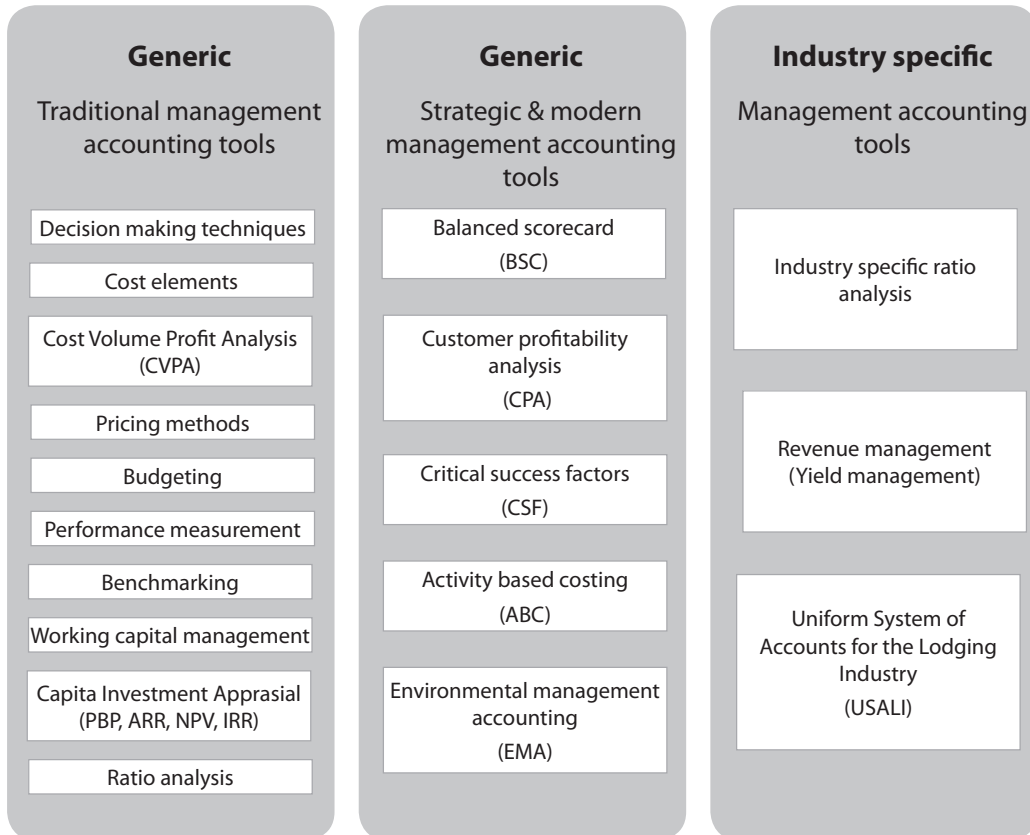 Generic
Traditional management
accounting tools
Decision making techniques
Cost elements
Cost Volume Profit Analysis
(CVPA)
Pricing methods
Budgeting
Performance measurement
Benchmarking
Working capital management
Capita Investment Apprasial
(PBP, ARR, NPV, IRR)
Ratio analysis
Generic
Strategic & modern
management accounting
tools
Balanced scorecard
(BSC)
Customer profitability
analysis
(CPA)
Critical success factors
(CSF)
Activity based costing
(ABC)
Environmental management
accounting
(EMA)
Industry specific
Management accounting
tools
Industry specific ratio
analysis
Revenue management
(Yield management)
Uniform System of
Accounts for the Lodging
Industry
(USALI)